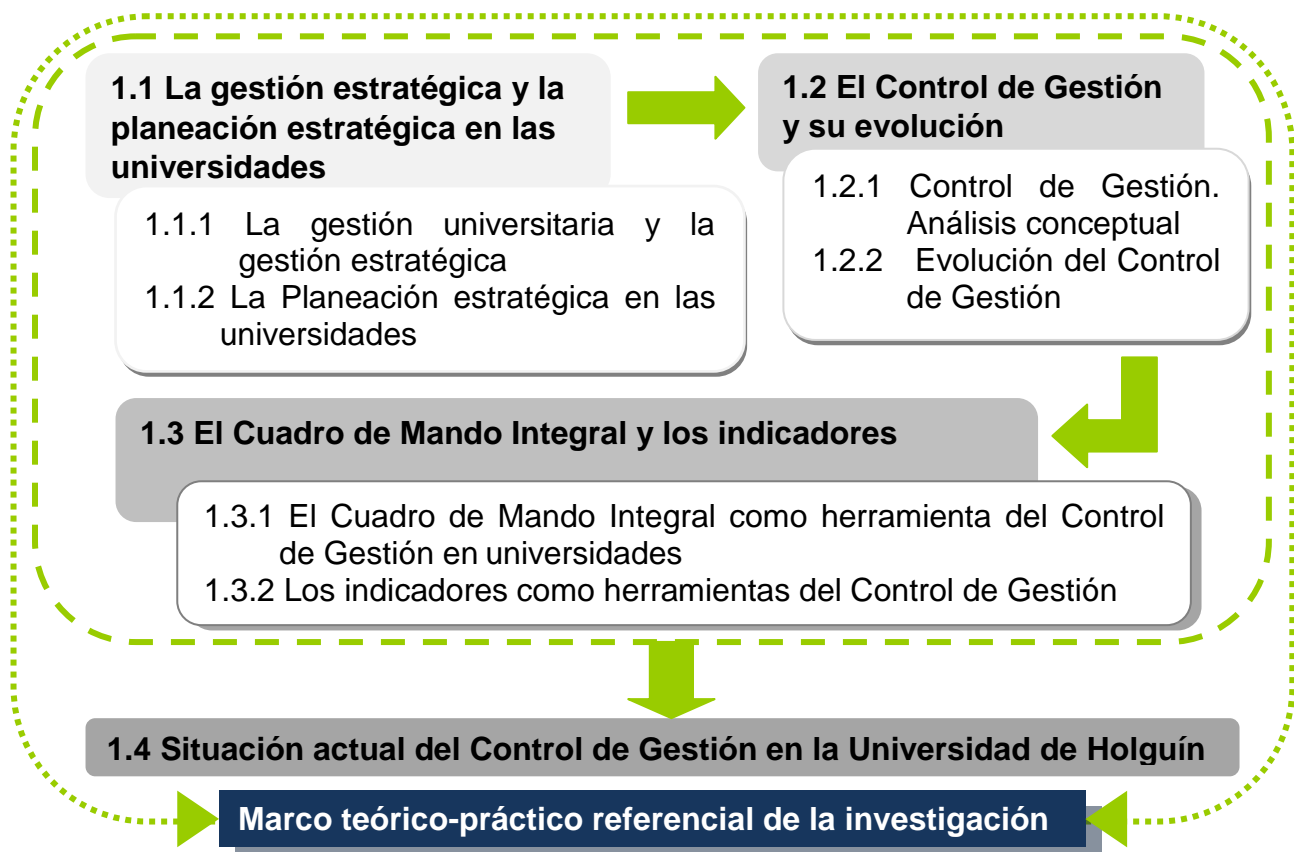 1.1 La gestión estratégica y la
planeación estratégica en las
universidades
1.1.1 La gestión universitaria y la
gestión estratégica
1.1.2 La Planeación estratégica en las
universidades
1.2 El Control de Gestión
y su evolución
1.2.1 Control de Gestión.
Análisis conceptual
1.2.2 Evolución del Control
de Gestión
1.3 El Cuadro de Mando Integral y los indicadores
1.3.1 El Cuadro de Mando Integral como herramienta del Control
de Gestión en universidades
1.3.2 Los indicadores como herramientas del Control de Gestión
1.4 Situación actual del Control de Gestión en la Universidad de Holguín
Marco teórico-práctico referencial de la investigación